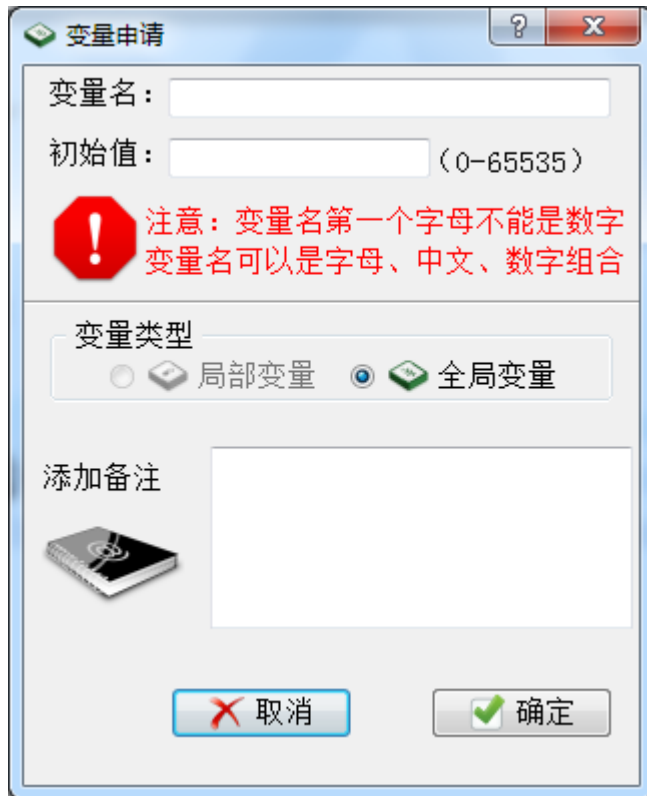 变量申请
变量名：
初始值：
（0-65535）
注意：变量名第一个字母不能是数字
变量名可以是字母、中文、数字组合
变量类型
局部变量
全局变量
添加备注
取消
确定